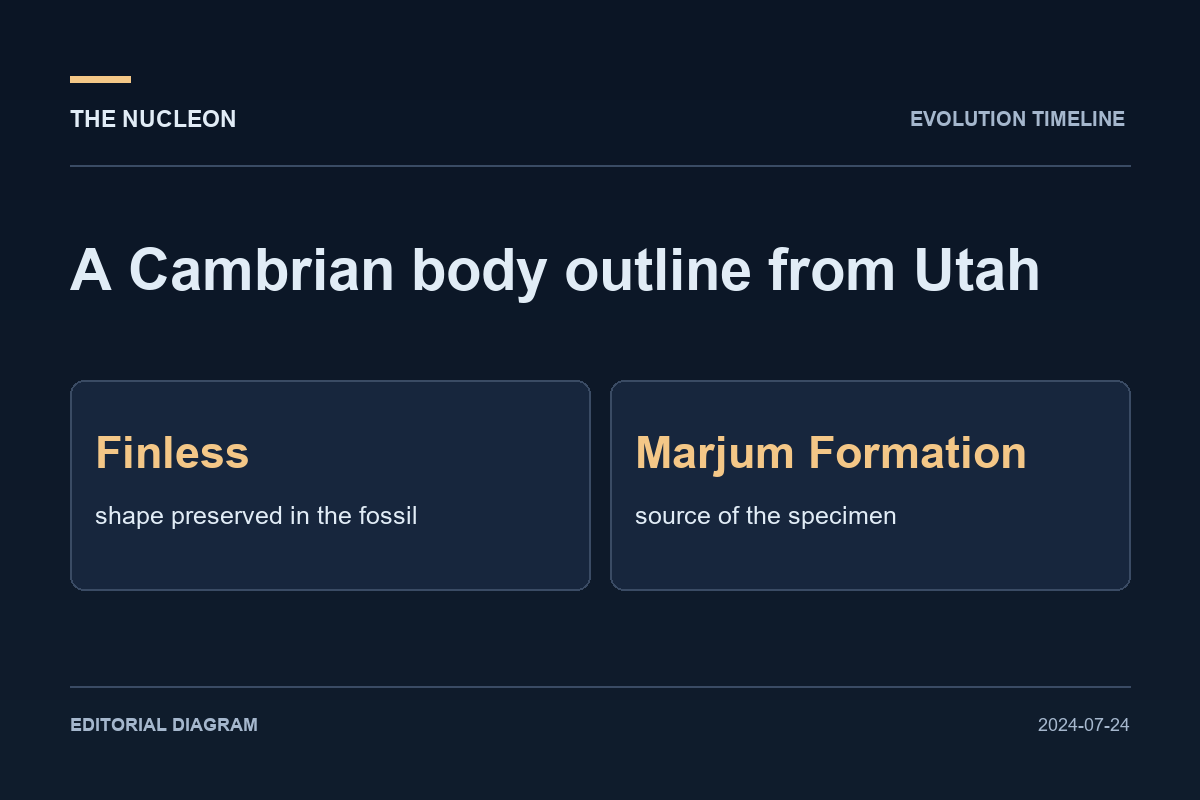 THE NUCLEON
EVOLUTION TIMELINE
A Cambrian body outline from Utah
Finless
shape preserved in the fossil
Marjum Formation
source of the specimen
EDITORIAL DIAGRAM
2024-07-24